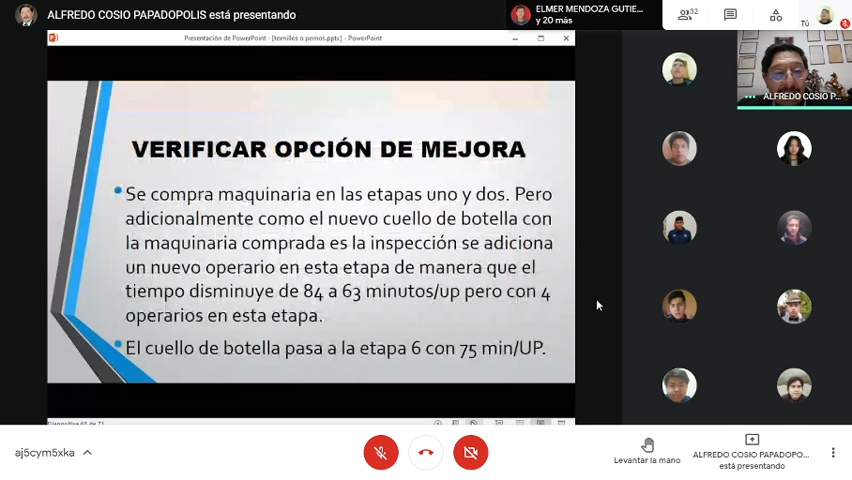 ALFREDO COSIO PAPADOPOLIS está presentando
ELMER MENDOZA GUTIE...
y 20 más
32
Tú
Presentación de PowerPoint - [tornillos o pernos.pptx] - PowerPoint
ALFREDO COSIO P...
VERIFICAR OPCIÓN DE MEJORA
Se compra maquinaria en las etapas uno y dos. Pero
adicionalmente como el nuevo cuello de botella con
la maquinaria comprada es la inspección se adiciona
un nuevo operario en esta etapa de manera que el
tiempo disminuye de 84 a 63 minutos/up pero con 4
operarios en esta etapa.
El cuello de botella pasa a la etapa 6 con 75 min/UP.
Diapositiva 65 de 71
aj5cym5xka
Levantar la mano
ALFREDO COSIO PAPADOPO...
está presentando